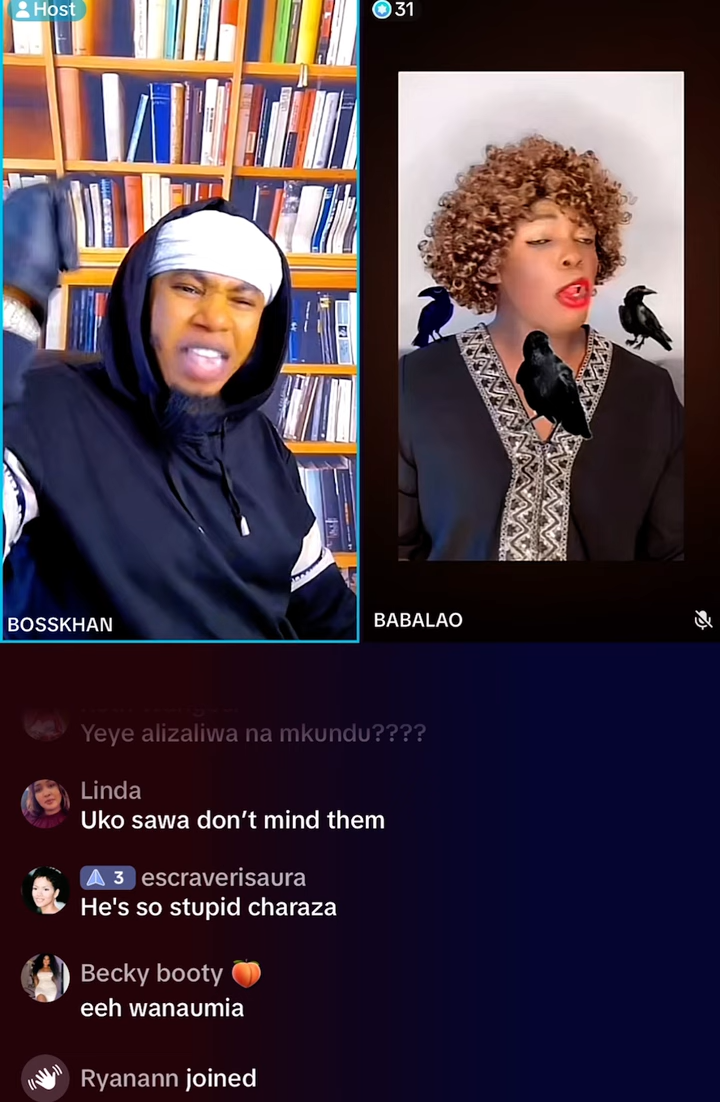 Host
31
BOSSKHAN
BABALAO
Yeye alizaliwa na mkundu????
Linda
Uko sawa don't mind them
3 escraverisaura
He's so stupid charaza
Becky booty 🍑
eeh wanaumia
Ryanann joined